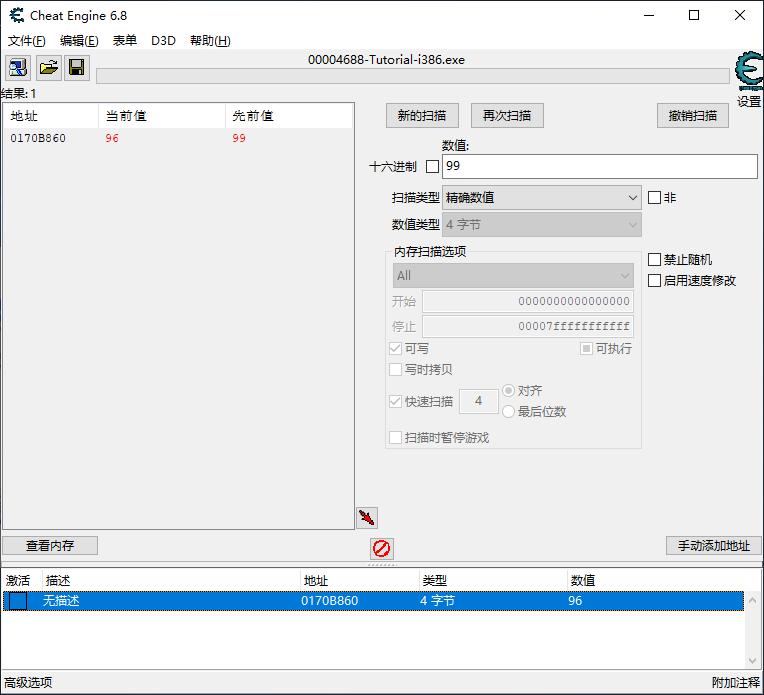 Cheat Engine 6.8
文件(F) 编辑(E) 表单 D3D 帮助(H)
00004688-Tutorial-i386.exe
结果: 1
设置
地址 当前值 先前值
0170B860 96 99
新的扫描 再次扫描 撤销扫描
数值:
十六进制 99
扫描类型 精确数值 非
数值类型 4 字节
内存扫描选项
All
禁止随机
启用速度修改
开始 0000000000000000
停止 00007fffffffffff
可写 可执行
写时拷贝
快速扫描 4 对齐
最后位数
扫描时暂停游戏
查看内存 手动添加地址
激活 描述 地址 类型 数值
无描述 0170B860 4 字节 96
高级选项 附加注释